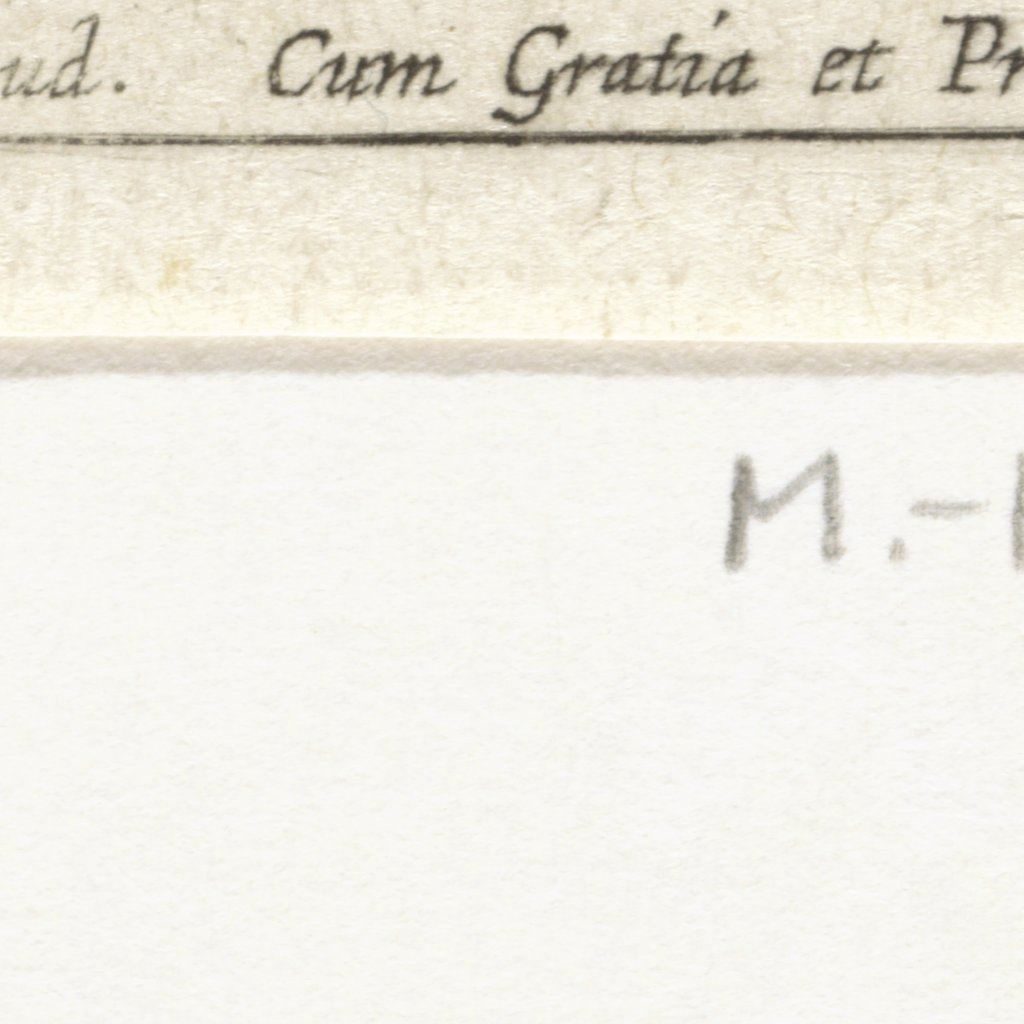 ud. Cum Gratia et Pr
M.-